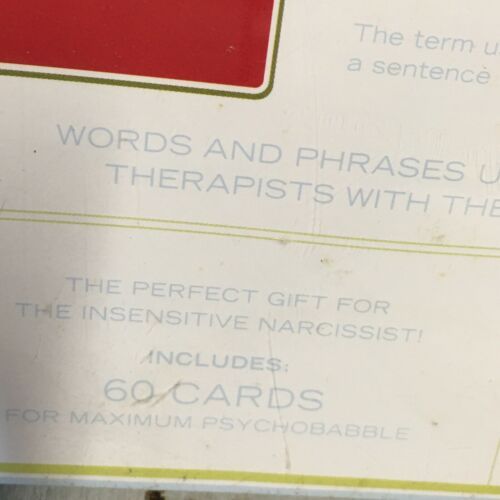 The term u
a sentence
WORDS AND PHRASES U
THERAPISTS WITH THE
THE PERFECT GIFT FOR
THE INSENSITIVE NARCISSIST!
INCLUDES:
60 CARDS
FOR MAXIMUM PSYCHOBABBLE